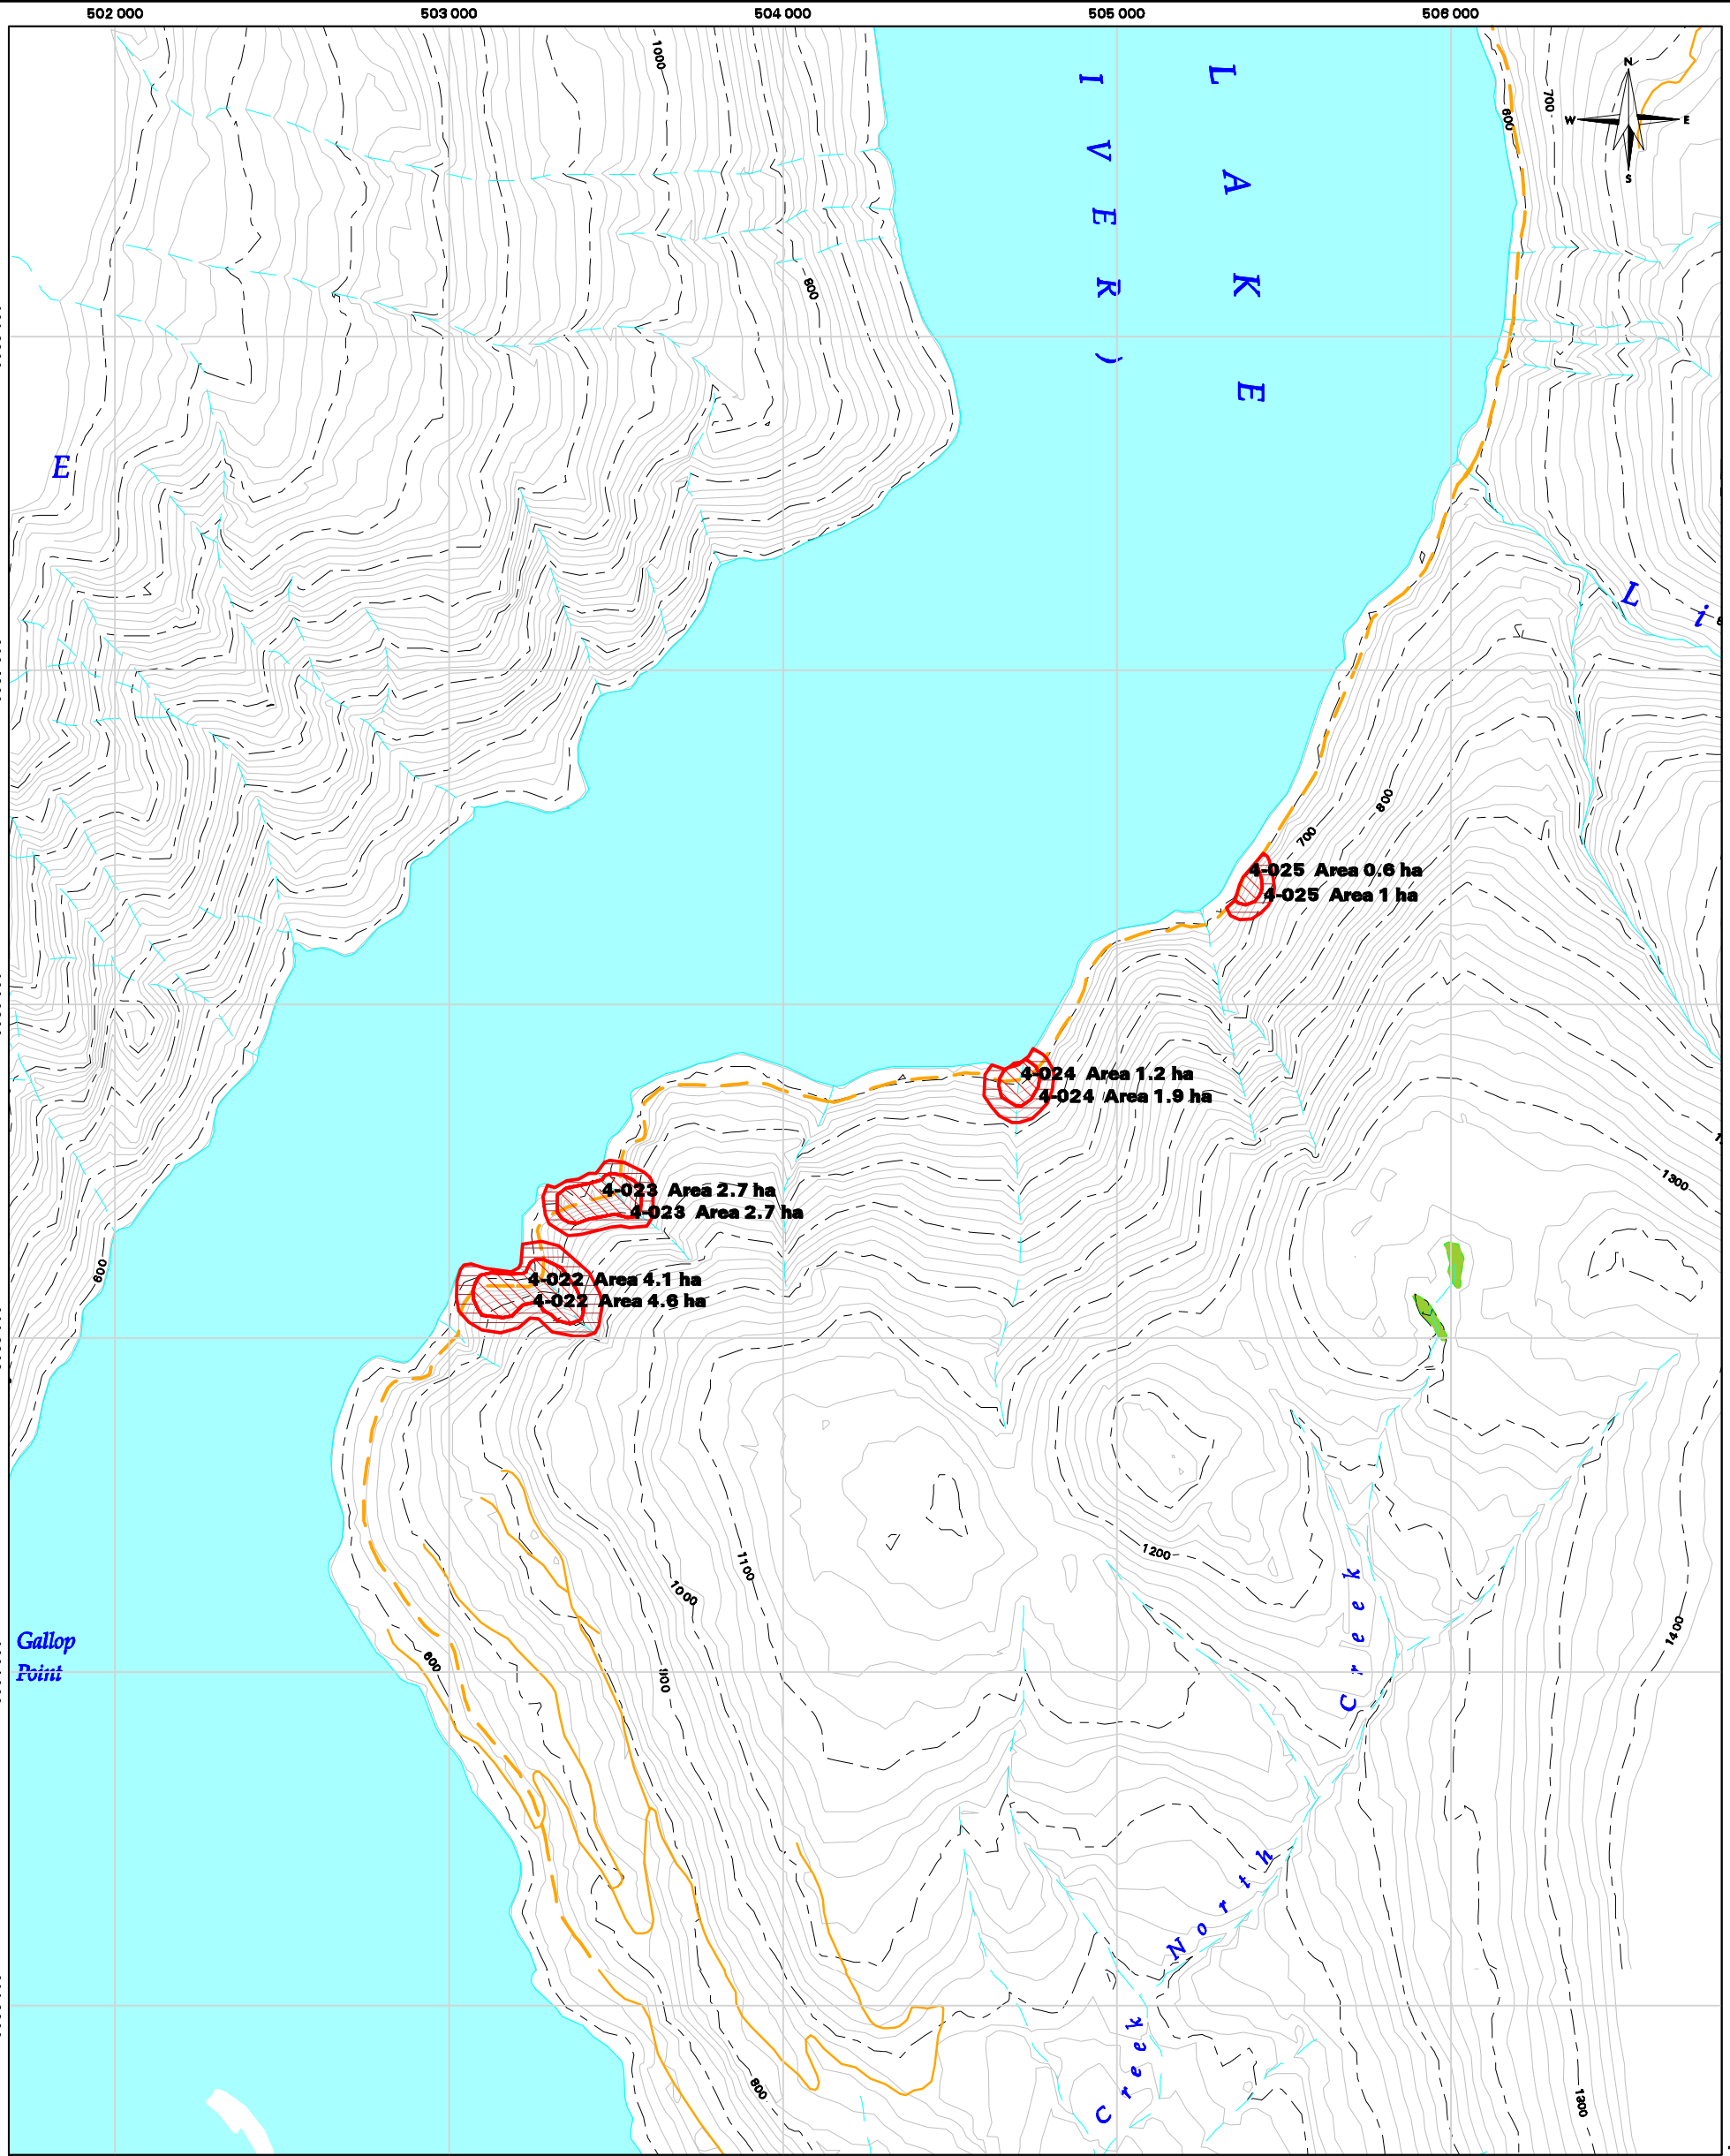 502 000 503 000 504 000 505 000 506 000
N
W E
S
1000
I V E R )
L A K E
600
700
800
E
L i
800
700
4-025 Area 0.6 ha
4-025 Area 1 ha
4-024 Area 1.2 ha
4-024 Area 1.9 ha
1300
4-023 Area 2.7 ha
4-023 Area 2.7 ha
600
4-022 Area 4.1 ha
4-022 Area 4.6 ha
1200
1100
1000
Creek
1400
Gallop
Point
600
900
North
Creek
800
1300